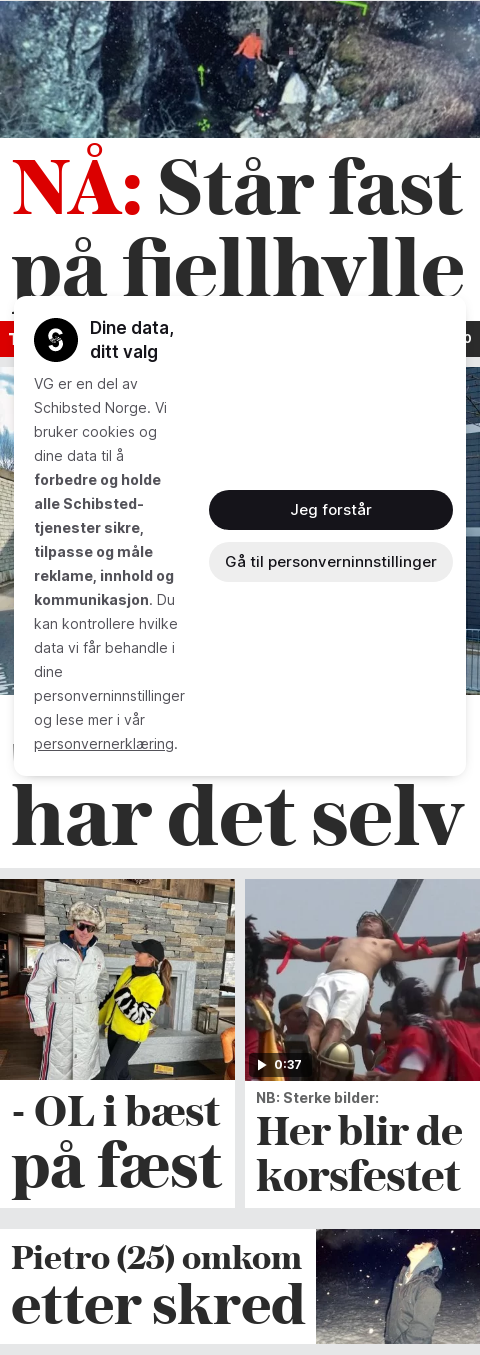 NÅ: Står fast
på fjellhylle
Dine data,
ditt valg
VG er en del av
Schibsted Norge. Vi
bruker cookies og
dine data til å
forbedre og holde
alle Schibsted-
tjenester sikre,
tilpasse og måle
reklame, innhold og
kommunikasjon. Du
kan kontrollere hvilke
data vi får behandle i
dine
personverninnstillinger
og lese mer i vår
personvernerklæring.
Jeg forstår
Gå til personverninnstillinger
har det selv
- OL i bæst
på fæst
0:37
NB: Sterke bilder:
Her blir de
korsfestet
Pietro (25) omkom
etter skred